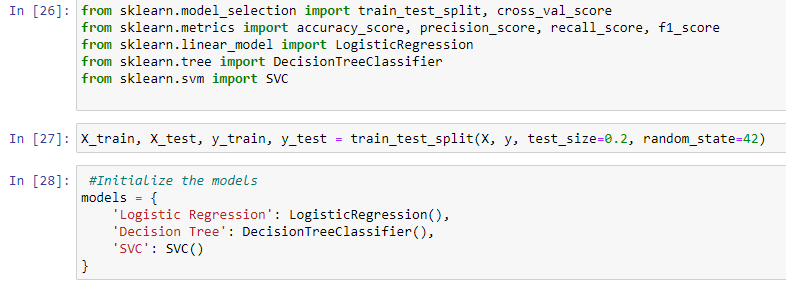 In [26]: from sklearn.model_selection import train_test_split, cross_val_score
from sklearn.metrics import accuracy_score, precision_score, recall_score, f1_score
from sklearn.linear_model import LogisticRegression
from sklearn.tree import DecisionTreeClassifier
from sklearn.svm import SVC
In [27]: X_train, X_test, y_train, y_test = train_test_split(X, y, test_size=0.2, random_state=42)
In [28]: #Initialize the models
models = {
    'Logistic Regression': LogisticRegression(),
    'Decision Tree': DecisionTreeClassifier(),
    'SVC': SVC()
}